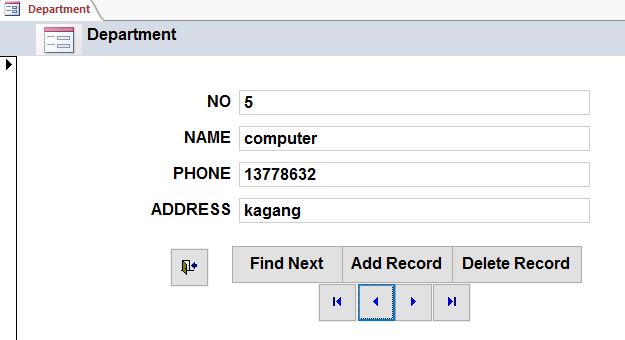 Department
Department
NO 5
NAME computer
PHONE 13778632
ADDRESS kagang
Find Next Add Record Delete Record